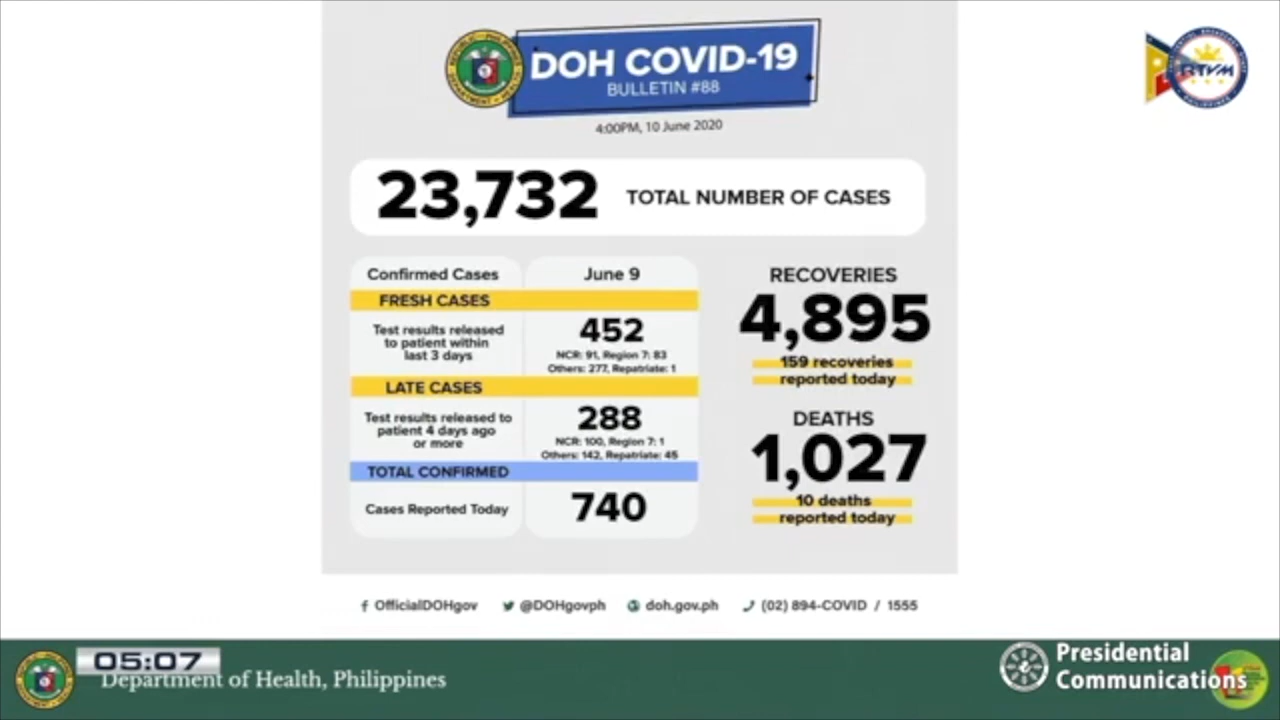 DOH COVID-19
BULLETIN #88
4:00PM, 10 June 2020
RTVM
23,732 TOTAL NUMBER OF CASES
Confirmed Cases June 9
FRESH CASES
Test results released
to patient within
last 3 days
452
NCR: 91, Region 7: 83
Others: 277, Repatriate: 1
LATE CASES
Test results released to
patient 4 days ago
or more
288
NCR: 100, Region 7: 1
Others: 142, Repatriate: 45
TOTAL CONFIRMED
Cases Reported Today 740
RECOVERIES
4,895
159 recoveries
reported today
DEATHS
1,027
10 deaths
reported today
OfficialDOHgov @DOHgovph doh.gov.ph (02) 894-COVID / 1555
05:07
Department of Health, Philippines
Presidential
Communications